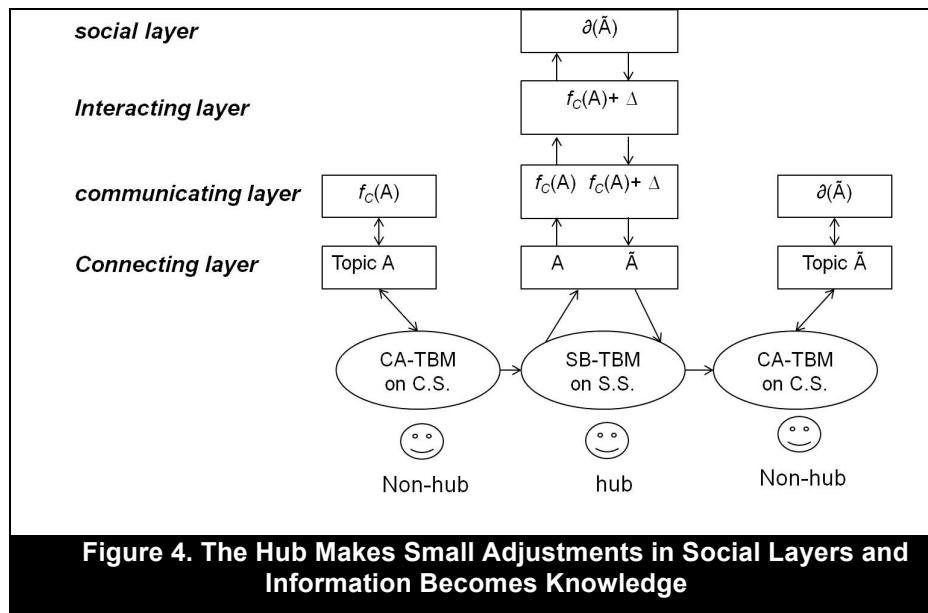 social layer ∂(Ã)
Interacting layer f_C(A)+ Δ
communicating layer f_C(A) f_C(A) f_C(A)+ Δ ∂(Ã)
Connecting layer Topic A A Ã Topic Ã
CA-TBM SB-TBM CA-TBM
on C.S. on S.S. on C.S.
Non-hub hub Non-hub
Figure 4. The Hub Makes Small Adjustments in Social Layers and
Information Becomes Knowledge